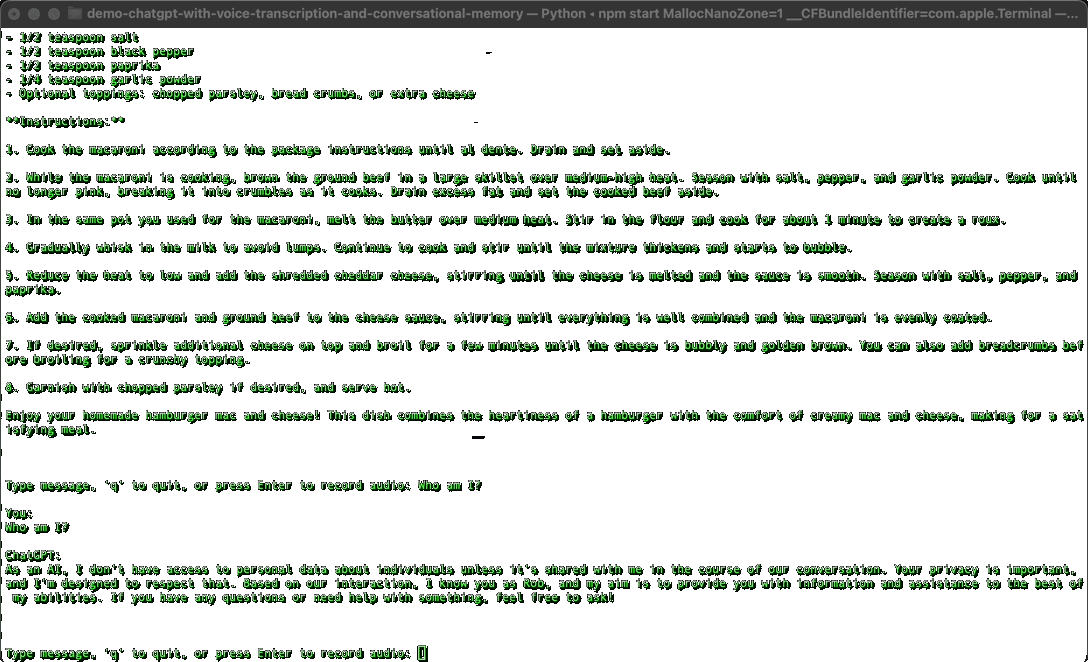 demo-chatgpt-with-voice-transcription-and-conversational-memory — Python ◂ npm start MallocNanoZone=1 __CFBundleIdentifier=com.apple.Terminal —...
- 1/2 teaspoon salt
- 1/2 teaspoon black pepper
- 1/2 teaspoon paprika
- 1/4 teaspoon garlic powder
- Optional toppings: chopped parsley, bread crumbs, or extra cheese
**Instructions:**
1. Cook the macaroni according to the package instructions until al dente. Drain and set aside.
2. While the macaroni is cooking, brown the ground beef in a large skillet over medium-high heat. Season with salt, pepper, and garlic powder. Cook until
no longer pink, breaking it into crumbles as it cooks. Drain excess fat and set the cooked beef aside.
3. In the same pot you used for the macaroni, melt the butter over medium heat. Stir in the flour and cook for about 1 minute to create a roux.
4. Gradually whisk in the milk to avoid lumps. Continue to cook and stir until the mixture thickens and starts to bubble.
5. Reduce the heat to low and add the shredded cheddar cheese, stirring until the cheese is melted and the sauce is smooth. Season with salt, pepper, and
paprika.
6. Add the cooked macaroni and ground beef to the cheese sauce, stirring until everything is well combined and the macaroni is evenly coated.
7. If desired, sprinkle additional cheese on top and broil for a few minutes until the cheese is bubbly and golden brown. You can also add breadcrumbs bef
ore broiling for a crunchy topping.
8. Garnish with chopped parsley if desired, and serve hot.
Enjoy your homemade hamburger mac and cheese! This dish combines the heartiness of a hamburger with the comfort of creamy mac and cheese, making for a sat
isfying meal.
Type message, 'q' to quit, or press Enter to record audio: Who am I?
You:
Who am I?
ChatGPT:
As an AI, I don't have access to personal data about individuals unless it's shared with me in the course of our conversation. Your privacy is important,
and I'm designed to respect that. Based on our interaction, I know you as Rob, and my aim is to provide you with information and assistance to the best of
my abilities. If you have any questions or need help with something, feel free to ask!
Type message, 'q' to quit, or press Enter to record audio: